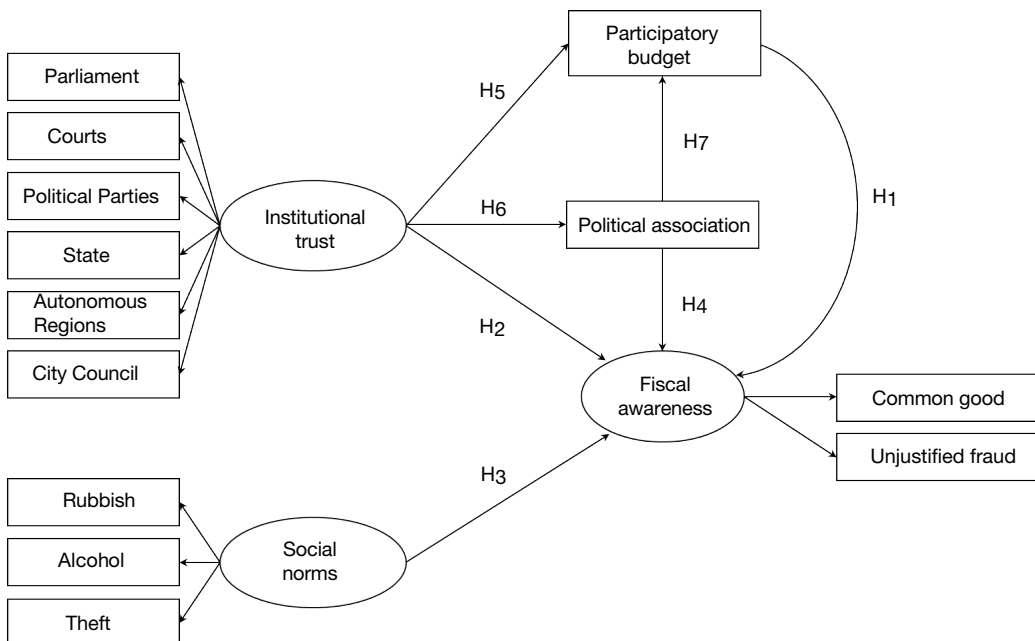 Participatory
budget
Parliament
Courts
Political Parties
State
Autonomous
Regions
City Council
Institutional
trust
H5
H6
H2
H7
Political association
H4
H1
Fiscal
awareness
Common good
Unjustified fraud
H3
Rubbish
Alcohol
Theft
Social
norms